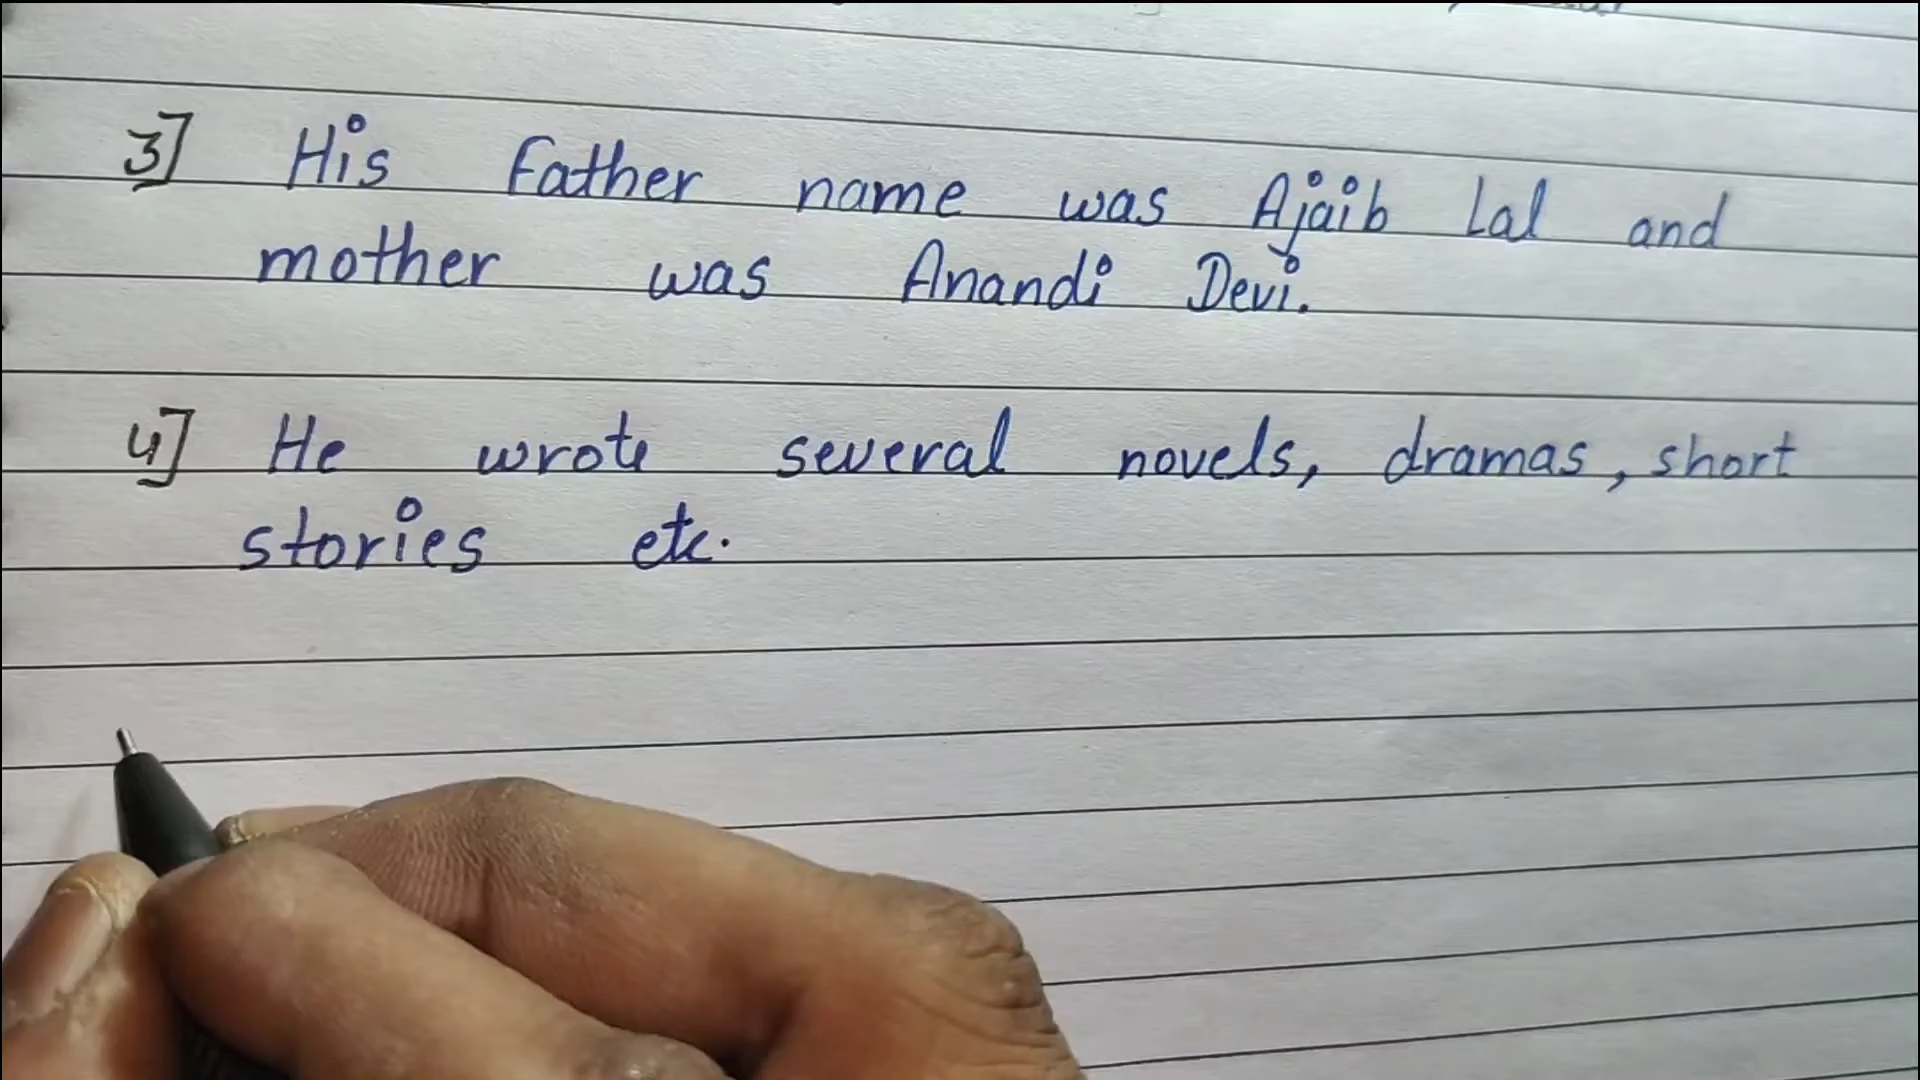 3] His Father name was Ajaib Lal and
mother was Anandi Devi.
4] He wrote several novels, dramas, short
stories etc.